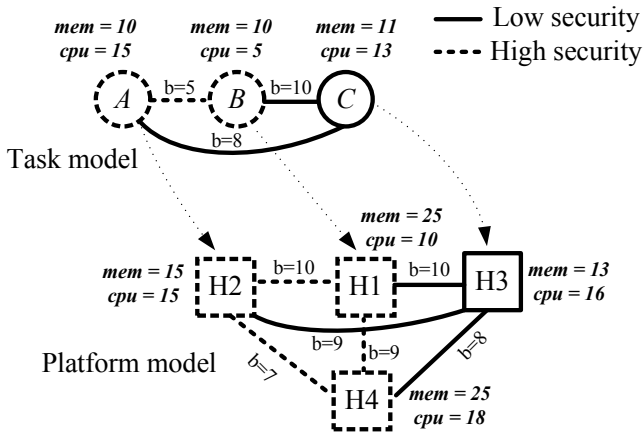 mem = 10
cpu = 15
mem = 10
cpu = 5
mem = 11
cpu = 13
Low security
High security
A
b=5
B
b=10
C
b=8
Task model
mem = 25
cpu = 10
mem = 15
cpu = 15
H2
b=10
H1
b=10
H3
mem = 13
cpu = 16
b=9
b=9
b=8
b=7
Platform model
H4
mem = 25
cpu = 18